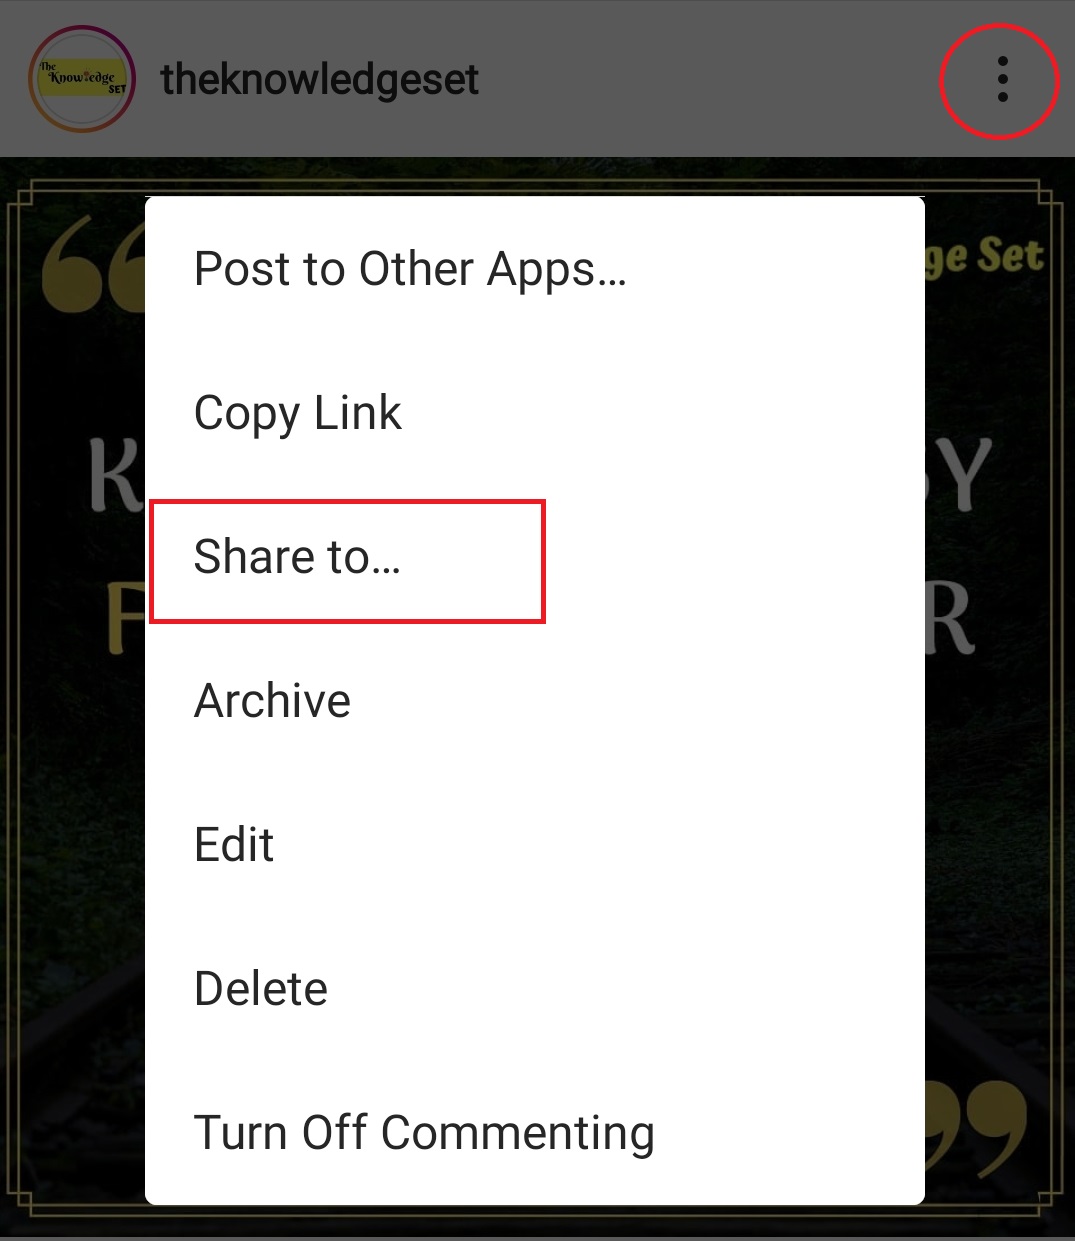 The
Knowledge
SET
theknowledgeset
ge Set
Post to Other Apps...
Copy Link
Share to...
Archive
Edit
Delete
Turn Off Commenting